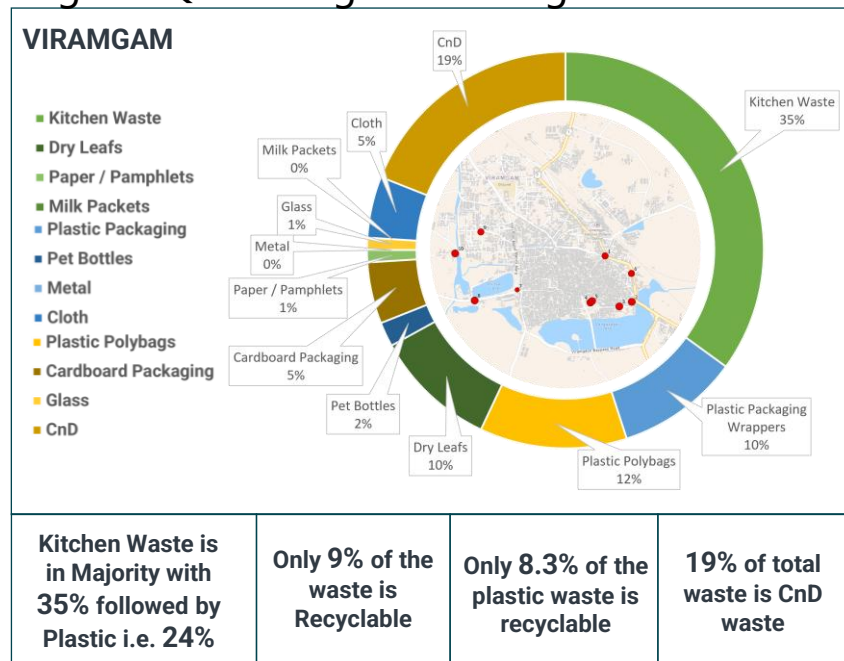 VIRAMGAM
Kitchen Waste
Dry Leafs
Paper / Pamphlets
Milk Packets
Plastic Packaging
Pet Bottles
Metal
Cloth
Plastic Polybags
Cardboard Packaging
Glass
CnD
CnD
19%
Kitchen Waste
35%
Cloth
5%
Milk Packets
0%
Glass
1%
Metal
0%
Paper / Pamphlets
1%
Cardboard Packaging
5%
Pet Bottles
2%
Dry Leafs
10%
Plastic Polybags
12%
Plastic Packaging
Wrappers
10%
VIRAMGAM
Kitchen Waste is
in Majority with
35% followed by
Plastic i.e. 24%
Only 9% of the
waste is
Recyclable
Only 8.3% of the
plastic waste is
recyclable
19% of total
waste is CnD
waste